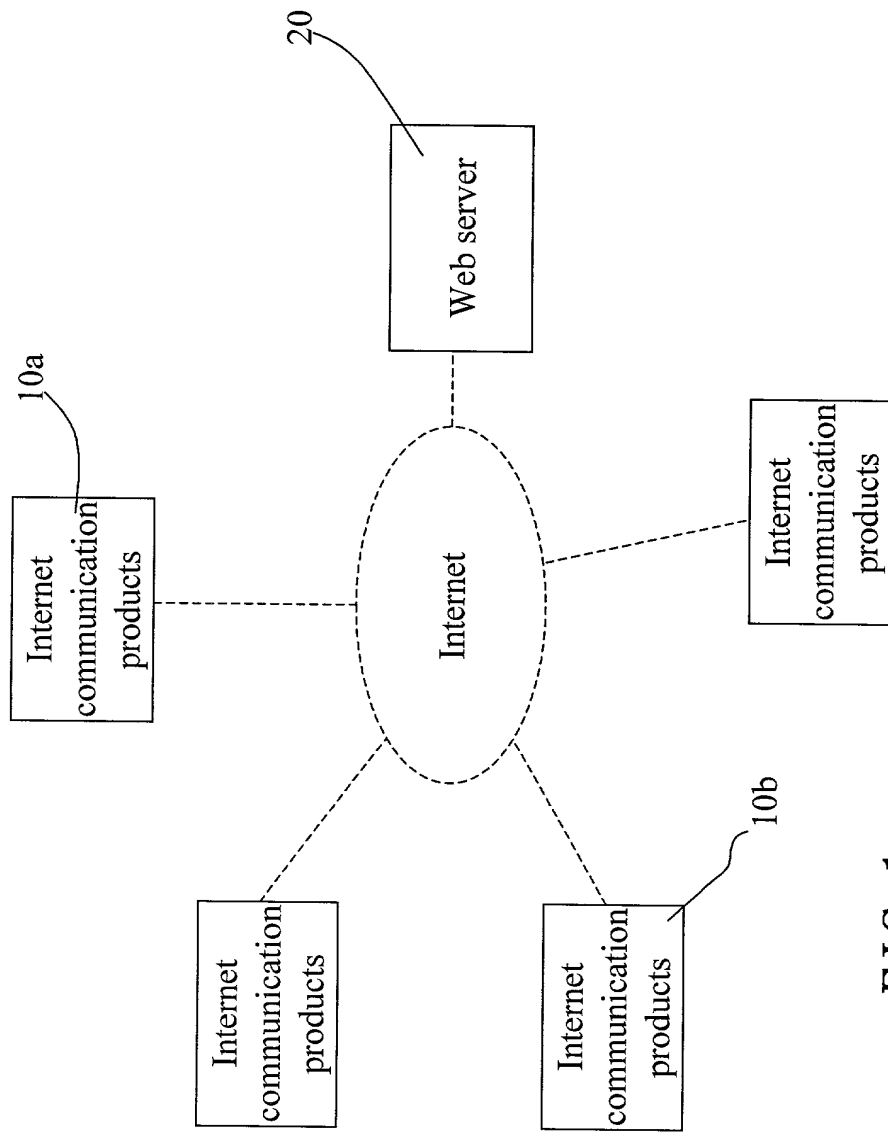 10a
Internet
communication
products
20
Internet
communication
products
Internet
Web server
Internet
communication
products
10b
Internet
communication
products
FIG. 1